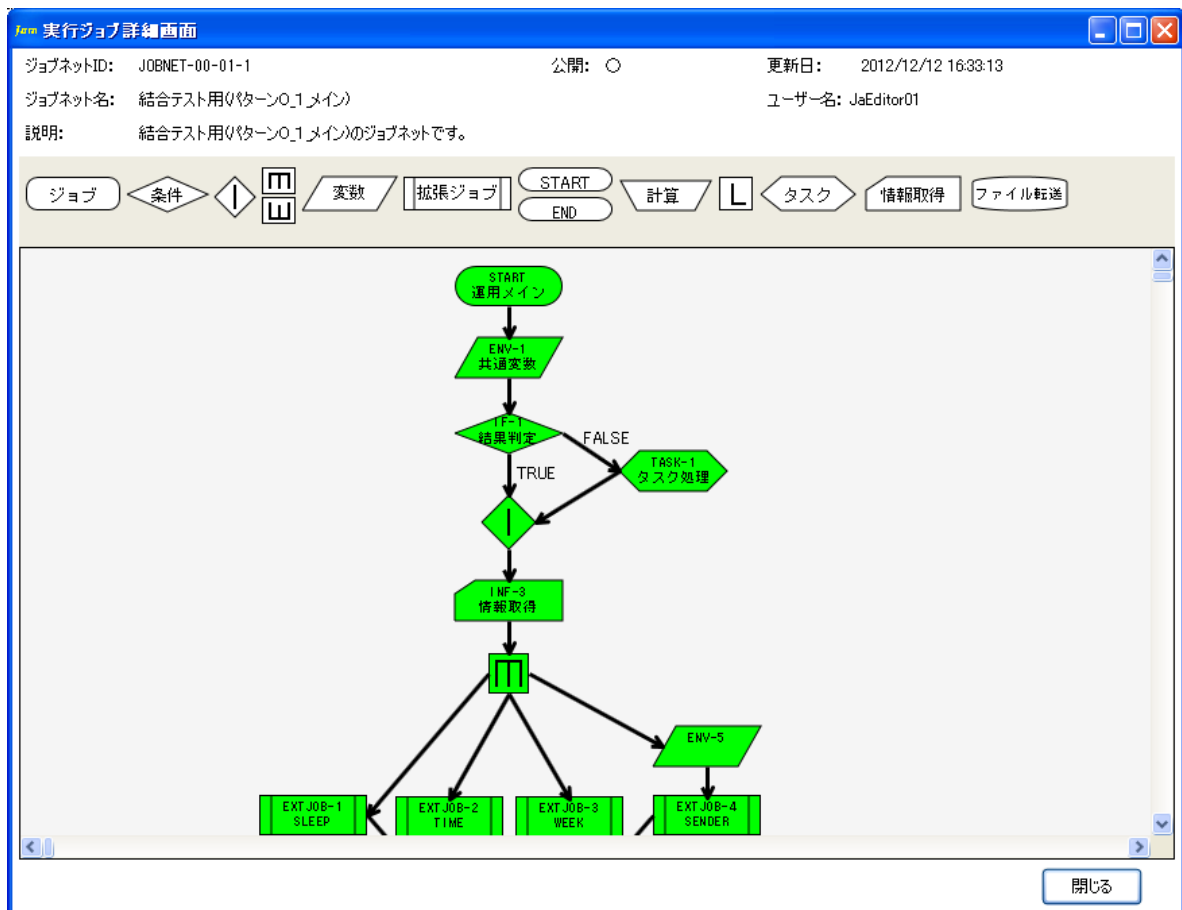 Jam 実行ジョブ詳細画面
ジョブネットID: JOBNET-00-01-1 公開: ○ 更新日: 2012/12/12 16:33:13
ジョブネット名: 結合テスト用(パターン0_1_メイン) ユーザー名: JaEditor01
説明: 結合テスト用(パターン0_1_メイン)のジョブネットです。
ジョブ 条件 変数 拡張ジョブ START 計算 L タスク 情報取得 ファイル転送
END
START
運用メイン
ENV-1
共通変数
IF-1
結果判定
FALSE
TASK-1
タスク処理
TRUE
INF-3
情報取得
ENV-5
EXTJOB-1
SLEEP
EXTJOB-2
TIME
EXTJOB-3
WEEK
EXTJOB-4
SENDER
閉じる